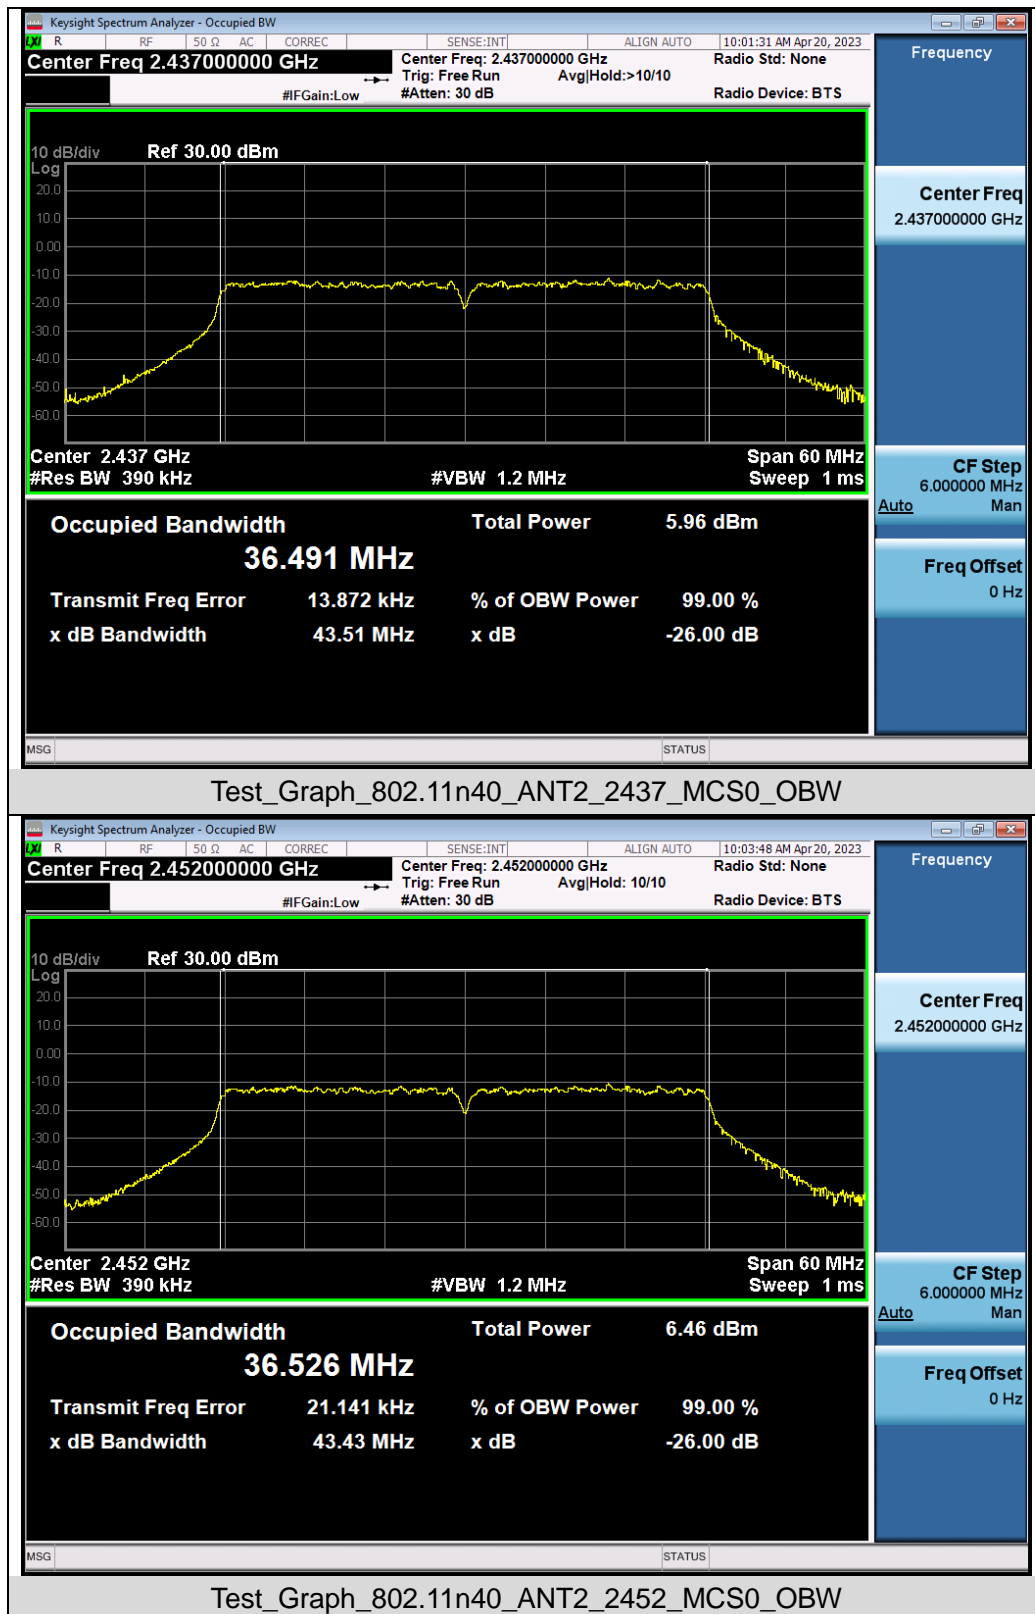 Keysight Spectrum Analyzer - Occupied BW
LXI R RF 50 Ω AC CORREC SENSE:INT ALIGN AUTO 10:01:31 AM Apr 20, 2023
Center Freq 2.437000000 GHz
Center Freq: 2.437000000 GHz Radio Std: None
Trig: Free Run Avg|Hold:>10/10
#IFGain:Low #Atten: 30 dB Radio Device: BTS
Frequency
10 dB/div Ref 30.00 dBm
Log
20.0
10.0
0.00
-10.0
-20.0
-30.0
-40.0
-50.0
-60.0
Center 2.437 GHz Span 60 MHz
#Res BW 390 kHz #VBW 1.2 MHz Sweep 1 ms
Center Freq
2.437000000 GHz
CF Step
6.000000 MHz
Auto Man
Freq Offset
0 Hz
Occupied Bandwidth Total Power 5.96 dBm
36.491 MHz
Transmit Freq Error 13.872 kHz % of OBW Power 99.00 %
x dB Bandwidth 43.51 MHz x dB -26.00 dB
MSG STATUS
Test_Graph_802.11n40_ANT2_2437_MCS0_OBW
Keysight Spectrum Analyzer - Occupied BW
LXI R RF 50 Ω AC CORREC SENSE:INT ALIGN AUTO 10:03:48 AM Apr 20, 2023
Center Freq 2.452000000 GHz
Center Freq: 2.452000000 GHz Radio Std: None
Trig: Free Run Avg|Hold: 10/10
#IFGain:Low #Atten: 30 dB Radio Device: BTS
Frequency
10 dB/div Ref 30.00 dBm
Log
20.0
10.0
0.00
-10.0
-20.0
-30.0
-40.0
-50.0
-60.0
Center 2.452 GHz Span 60 MHz
#Res BW 390 kHz #VBW 1.2 MHz Sweep 1 ms
Center Freq
2.452000000 GHz
CF Step
6.000000 MHz
Auto Man
Freq Offset
0 Hz
Occupied Bandwidth Total Power 6.46 dBm
36.526 MHz
Transmit Freq Error 21.141 kHz % of OBW Power 99.00 %
x dB Bandwidth 43.43 MHz x dB -26.00 dB
MSG STATUS
Test_Graph_802.11n40_ANT2_2452_MCS0_OBW